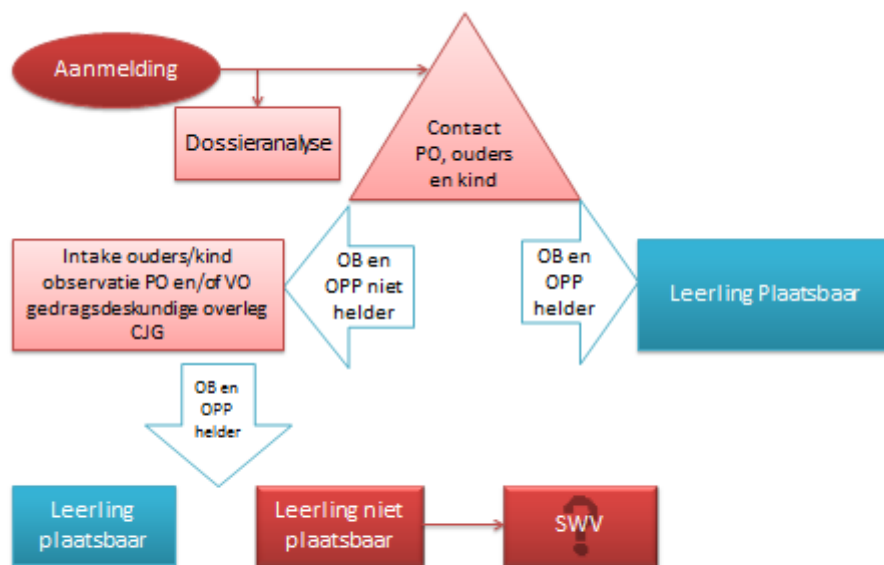 Aanmelding
Dossieranalyse
Contact
PO, ouders
en kind
Intake ouders/kind
observatie PO en/of VO
gedragsdeskundige overleg
CJG
OB en
OPP niet
helder
OB en
OPP
helder
Leerling Plaatsbaar
OB en
OPP
helder
Leerling
plaatsbaar
Leerling niet
plaatsbaar
?
SWV